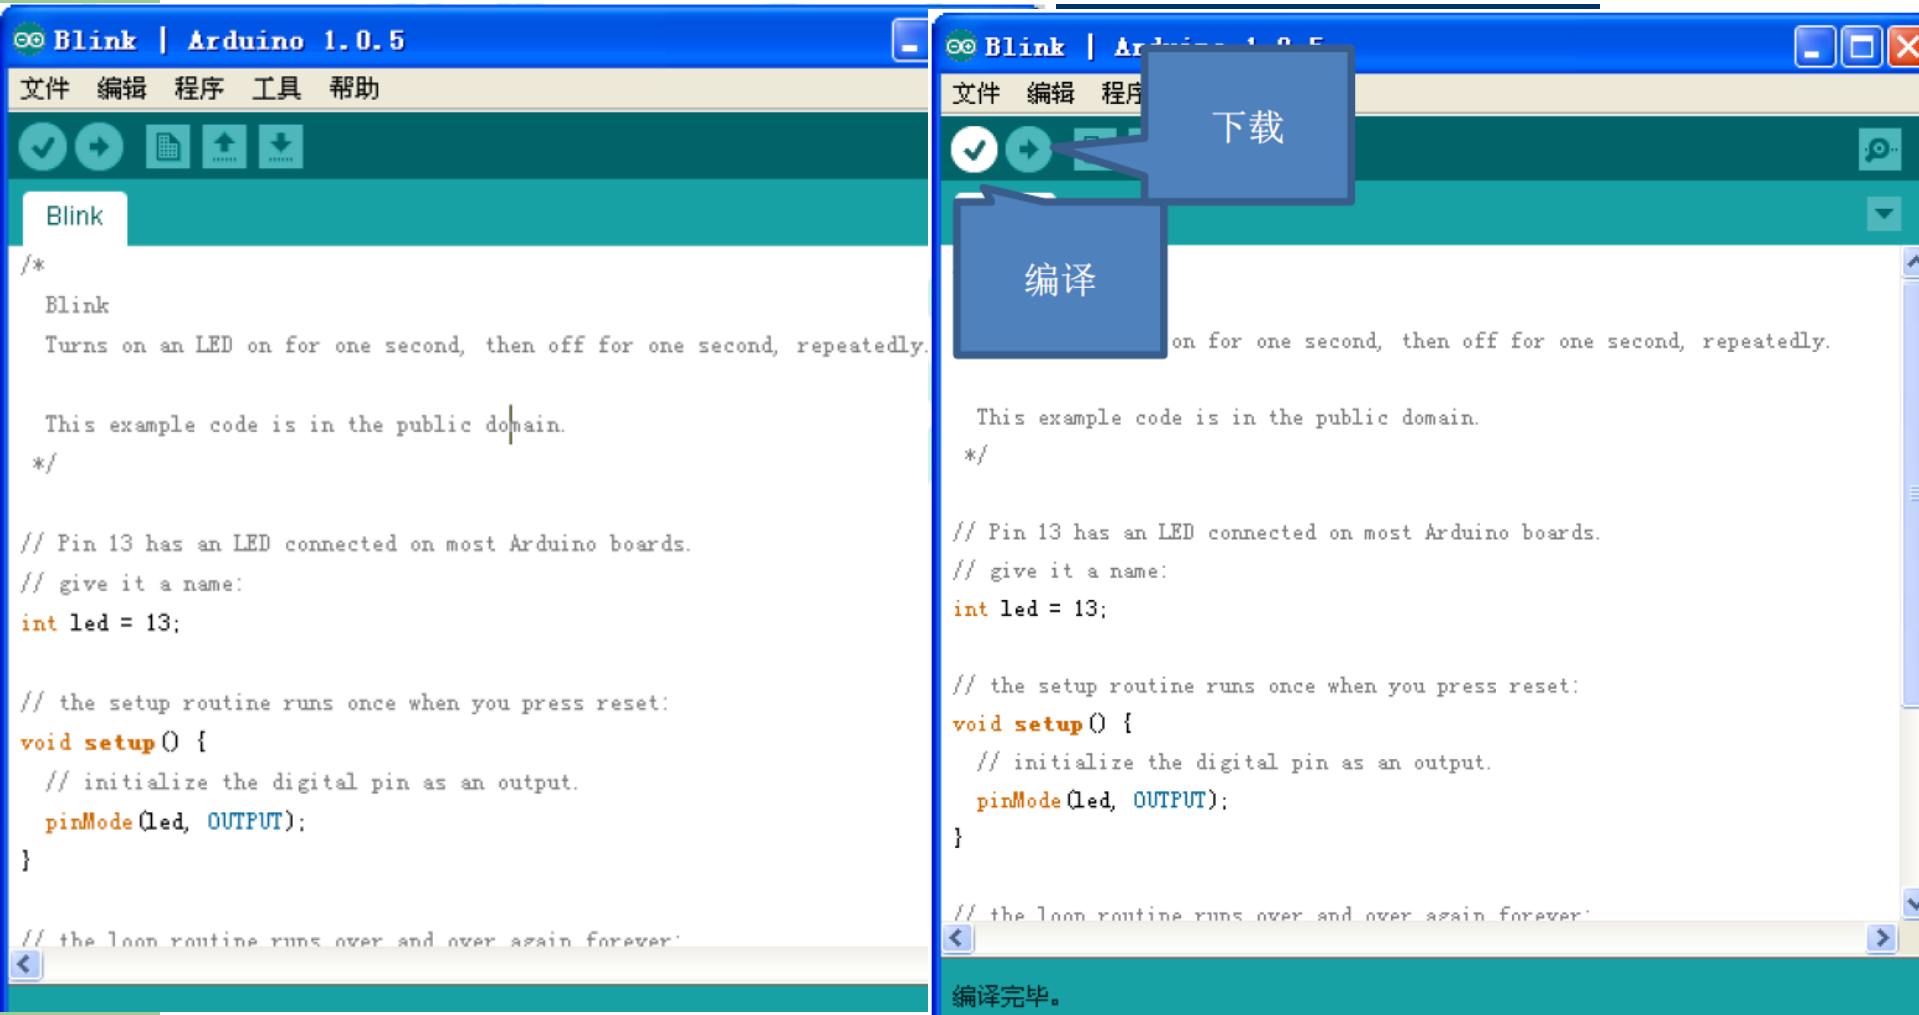 Blink | Arduino 1.0.5
文件 编辑 程序 工具 帮助
Blink
/*
Blink
Turns on an LED on for one second, then off for one second, repeatedly.
This example code is in the public domain.
*/
// Pin 13 has an LED connected on most Arduino boards.
// give it a name:
int led = 13;
// the setup routine runs once when you press reset:
void setup() {
// initialize the digital pin as an output.
pinMode(led, OUTPUT);
}
// the loop routine runs over and over again forever:
Blink |
文件 编辑 程序
下载
编译
on for one second, then off for one second, repeatedly.
This example code is in the public domain.
*/
// Pin 13 has an LED connected on most Arduino boards.
// give it a name:
int led = 13;
// the setup routine runs once when you press reset:
void setup() {
// initialize the digital pin as an output.
pinMode(led, OUTPUT);
}
// the loop routine runs over and over again forever:
编译完毕。